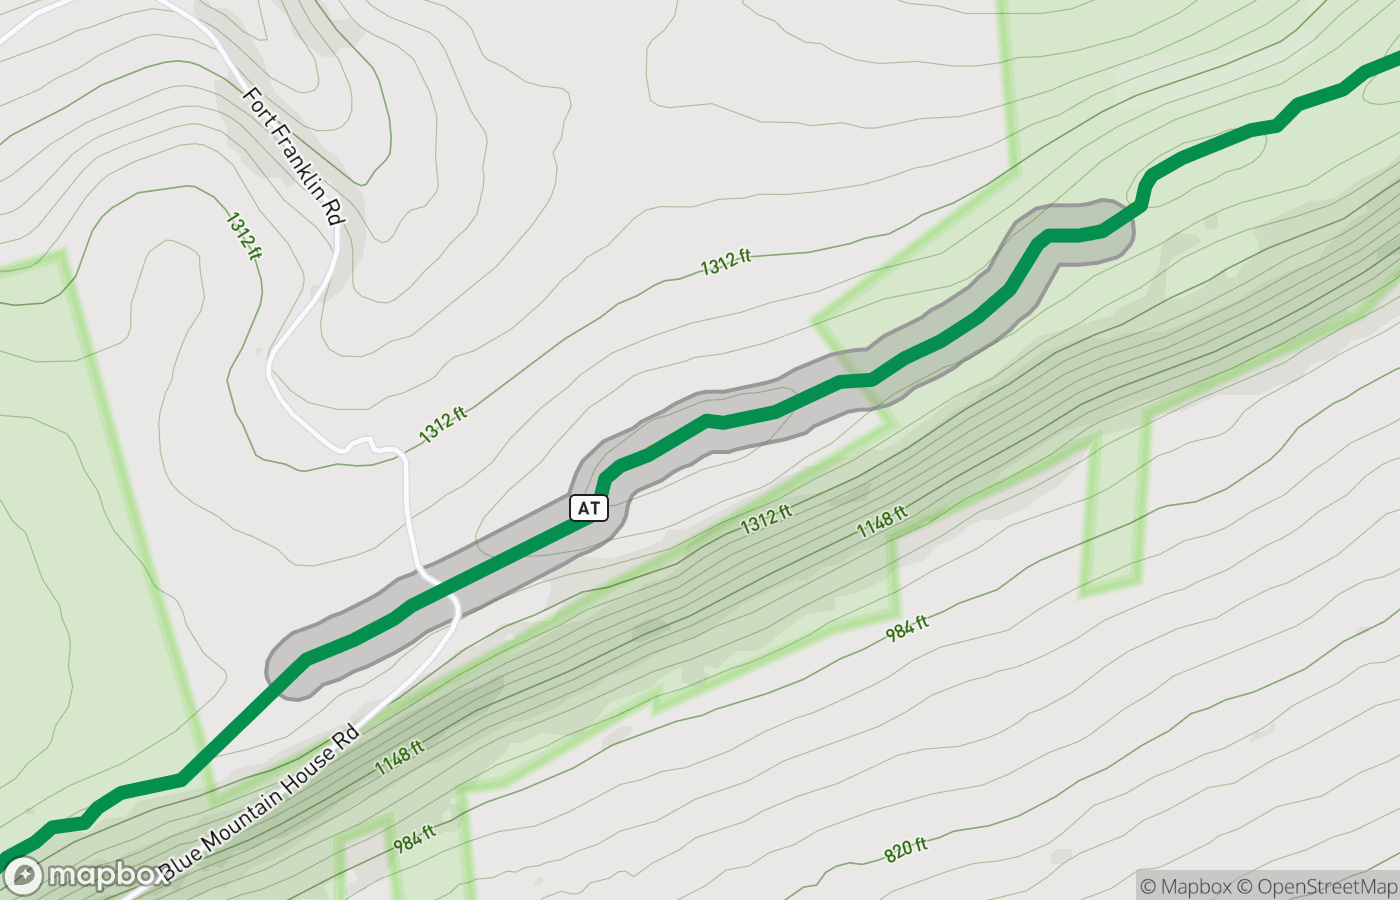 Fort Franklin Rd
1312 ft
1312 ft
1312 ft
AT
1312 ft
1148 ft
984 ft
Blue Mountain House Rd
1148 ft
984 ft
820 ft
mapbox
© Mapbox © OpenStreetMap